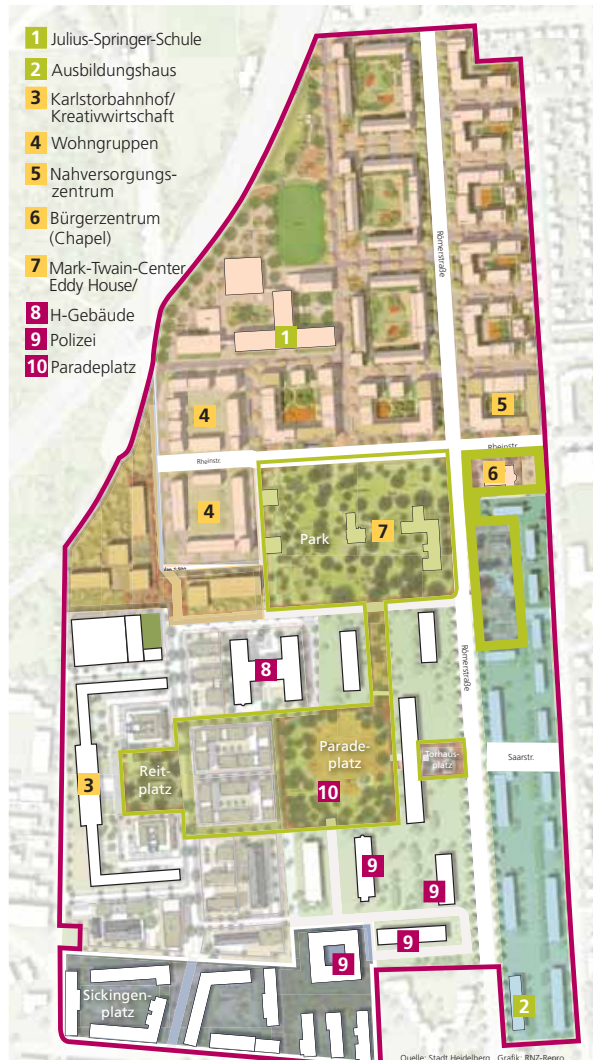 1 Julius-Springer-Schule
2 Ausbildungshaus
3 Karlstorbahnhof/
Kreativwirtschaft
4 Wohngruppen
5 Nahversorgungs-
zentrum
6 Bürgerzentrum
(Chapel)
7 Mark-Twain-Center
Eddy House/
8 H-Gebäude
9 Polizei
10 Paradeplatz
Römerstraße
1
4
5
Rheinstr.
Rheinstr.
6
4
Park
7
8
Römerstraße
Reit-
platz
Parade-
platz
10
Tornaus-
platz
Saarstr.
3
9
9
9
9
Sickingen-
platz
2
Quelle: Stadt Heidelberg Grafik: RNZ-Repro